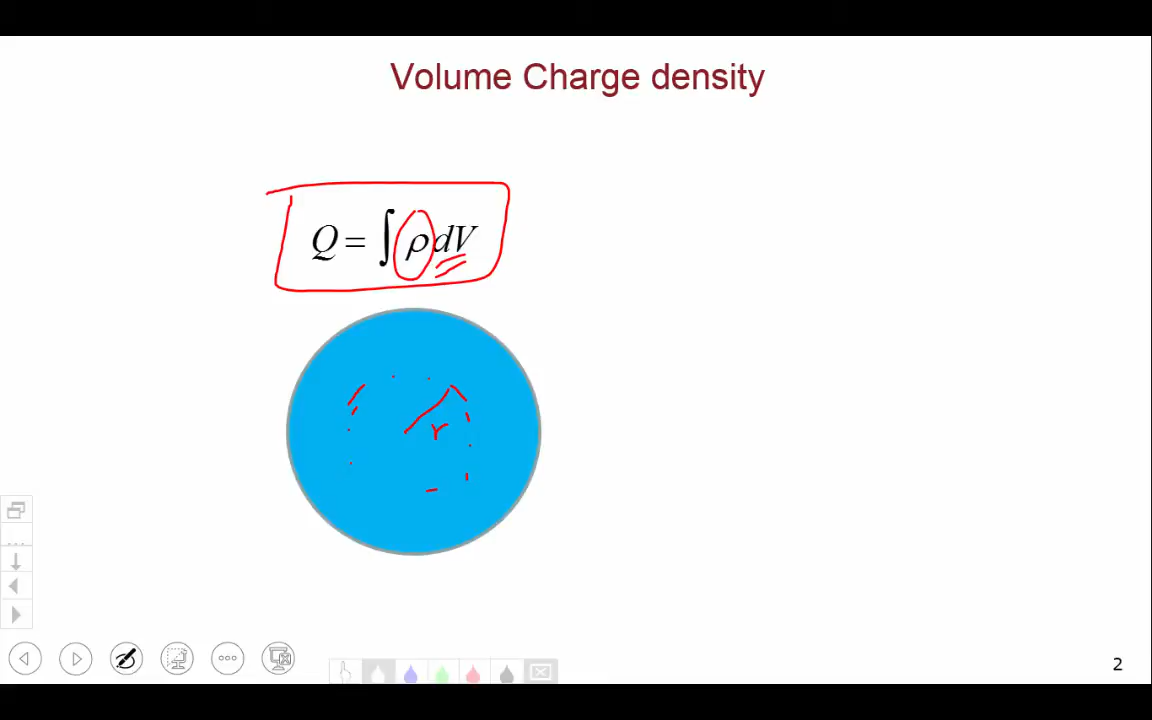 Volume Charge density
Q = ∫ρdV
r
2